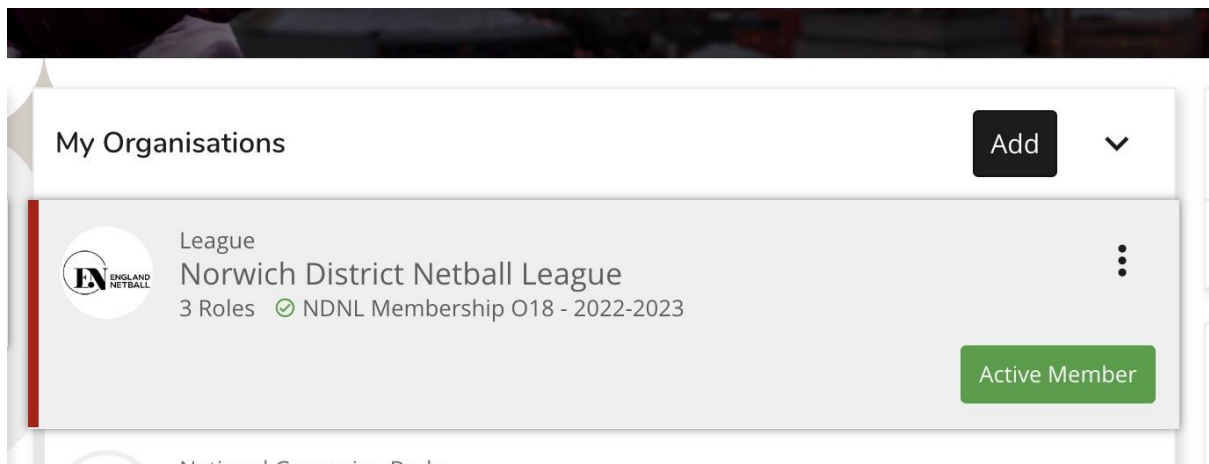 My Organisations
Add
League
EN ENGLAND NETBALL
Norwich District Netball League
3 Roles NDNL Membership O18 - 2022-2023
Active Member